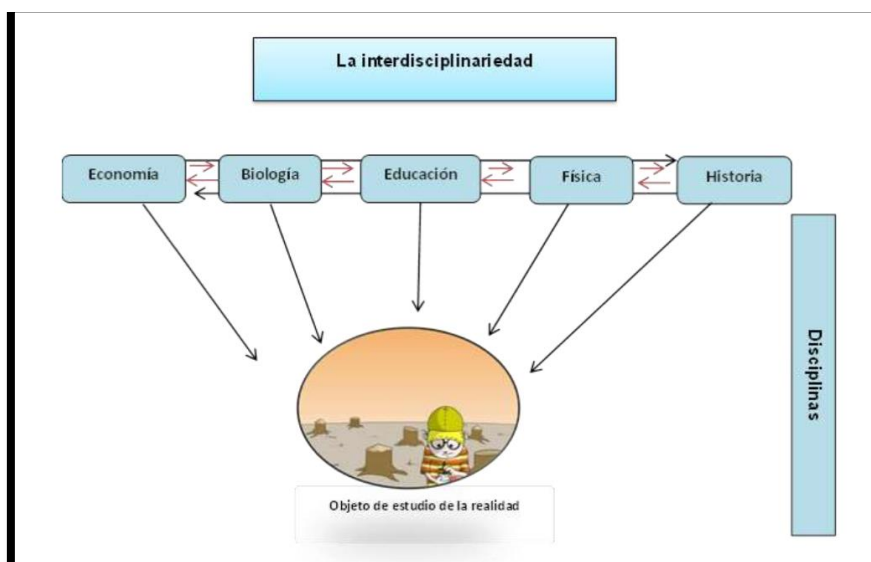 La interdisciplinariedad
Economía
Biología
Educación
Física
Historia
Disciplinas
Objeto de estudio de la realidad